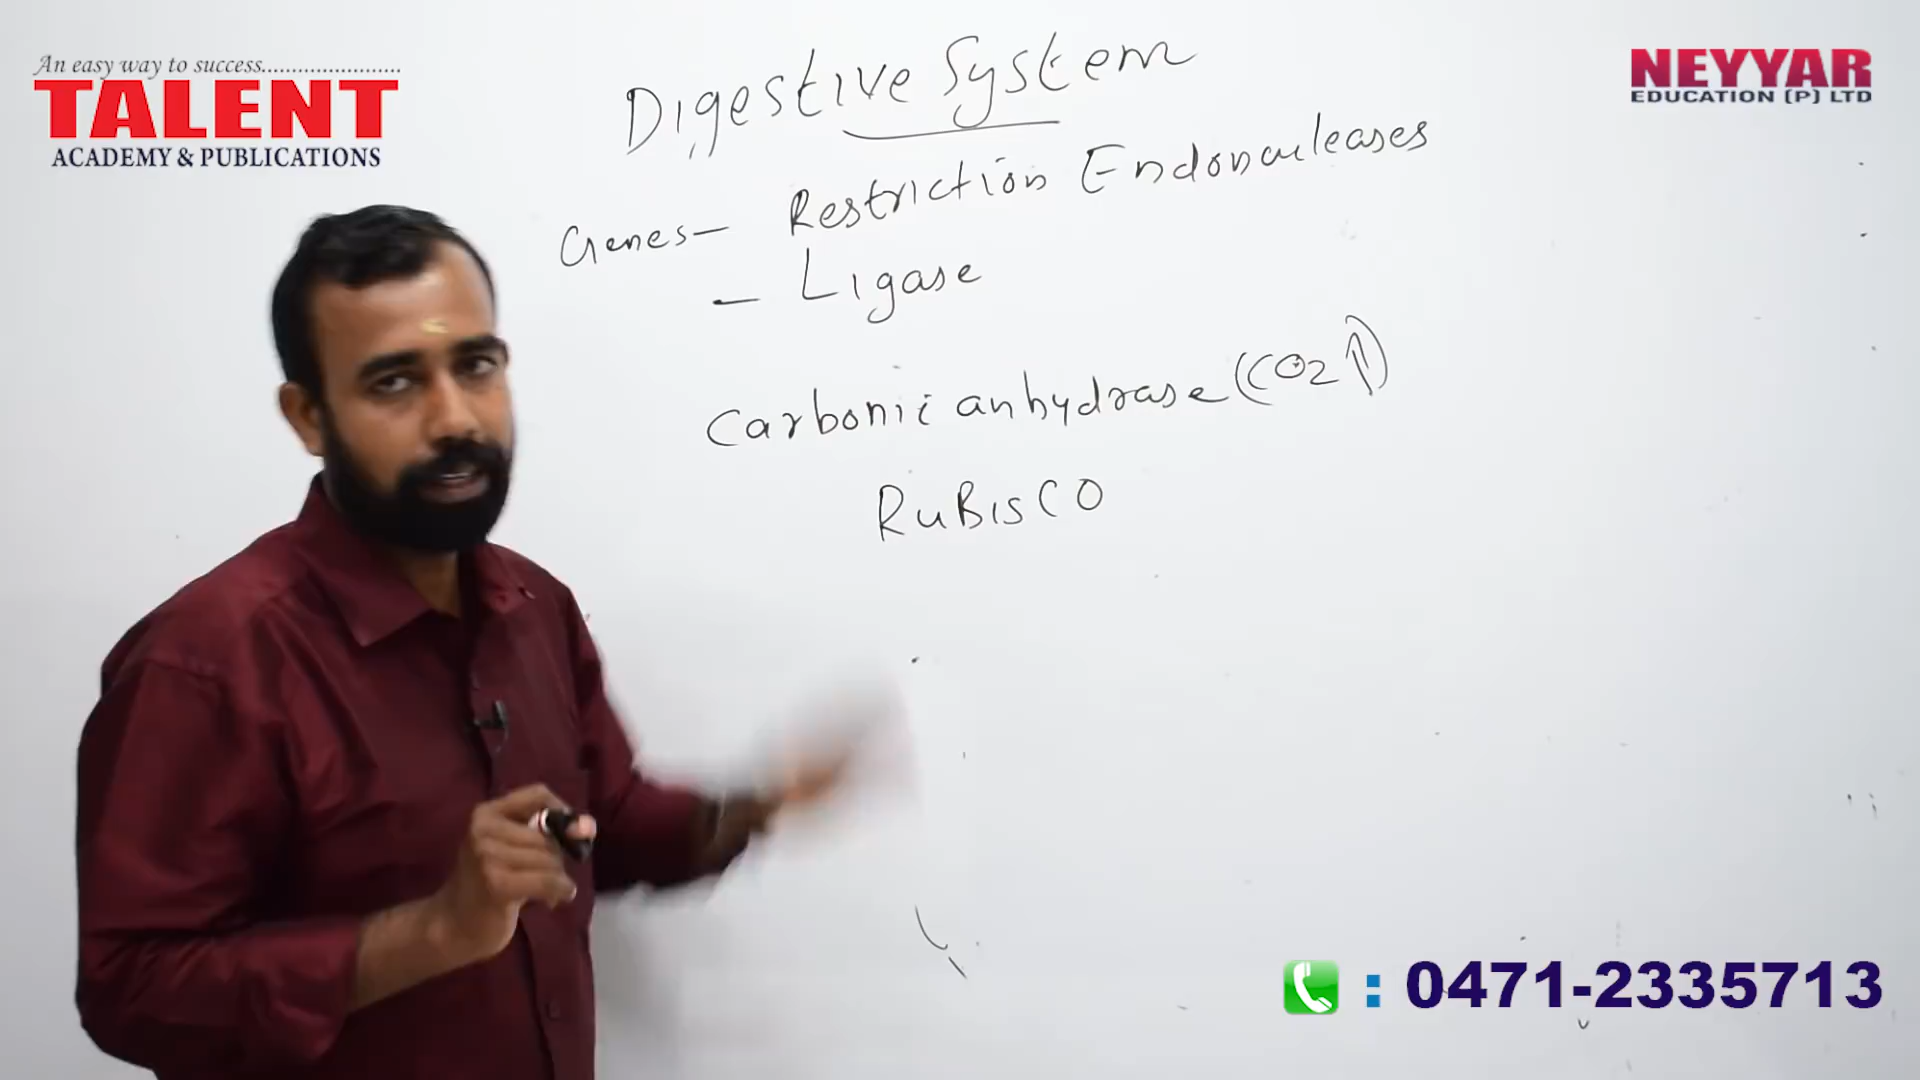 An easy way to success.......................
TALENT
ACADEMY & PUBLICATIONS
NEYYAR
EDUCATION (P) LTD
Digestive System
Genes - Restriction Endonucleases
- Ligase
Carbonic anhydrase (CO2 ↑)
RuBisCO
: 0471-2335713